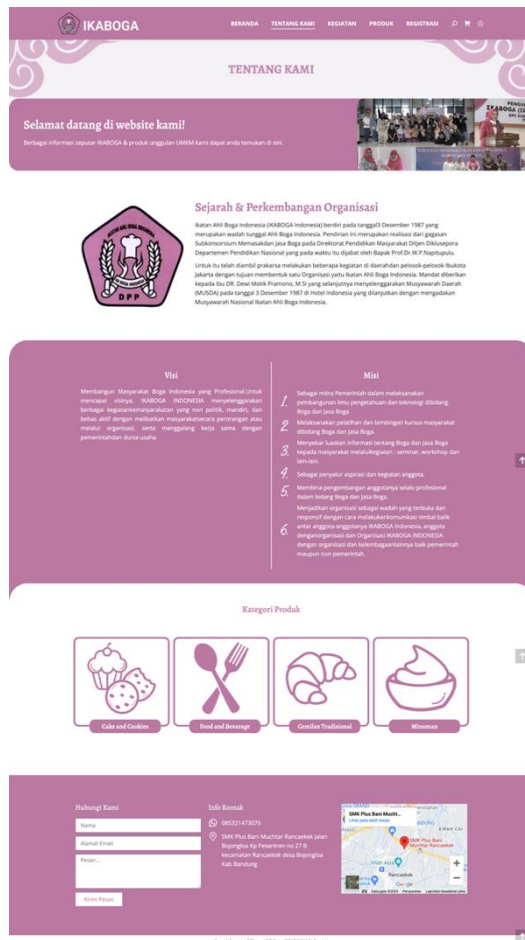 IKABOGA
BERANDA TENTANG KAMI KEGIATAN PRODUK REGISTRASI
TENTANG KAMI
Selamat datang di website kami!
Berbagai informasi seputar IKABOGA & produk unggulan UMKM kami dapat anda temukan di sini.
IKATAN AHLI BOGA INDONESIA
DPP
Sejarah & Perkembangan Organisasi
Ikatan Ahli Boga Indonesia (IKABOGA Indonesia) berdiri pada tanggal3 Desember 1987 yang
merupakan wadah tunggal Ahli Boga Indonesia. Pendirian ini merupakan realisasi dari gagasan
Subkonsorsium Memasakdan Jasa Boga pada Direktorat Pendidikan Masyarakat Ditjen Diklusepora
Departemen Pendidikan Nasional yang pada waktu itu dijabat oleh Bapak Prof.Dr.W.P.Napitupulu.
Untuk itu telah diambil prakarsa melakukan beberapa kegiatan di daerahdan pelosok-pelosok Ibukota
Jakarta dengan tujuan membentuk satu Organisasi yaitu Ikatan Ahli Boga Indonesia. Mandat diberikan
kepada Ibu DR. Dewi Motik Pramono, M.Si yang selanjutnya menyelenggarakan Musyawarah Daerah
(MUSDA) pada tanggal 3 Desember 1987 di Hotel Indonesia yang dilanjutkan dengan mengadakan
Musyawarah Nasional Ikatan Ahli Boga Indonesia.
Visi
Membangun Masyarakat Boga Indonesia yang Profesional.Untuk
mencapai visinya, IKABOGA INDONESIA menyelenggarakan
berbagai kegiatankemasyarakatan yang non politik, mandiri, dan
bebas aktif dengan melibatkan masyarakatsecara perorangan atau
melalui organisasi, serta menggalang kerja sama dengan
pemerintahdan dunia usaha
Misi
1. Sebagai mitra Pemerintah dalam melaksanakan
pembangunan ilmu pengetahuan dan teknologi dibidang
Boga dan Jasa Boga
2. Melaksanakan pelatihan dan bimbingan kursus masyarakat
dibidang Boga dan Jasa Boga.
3. Menyebar luaskan informasi tentang Boga dan Jasa Boga
kepada masyarakat melaluikegiatan : seminar, workshop dan
lain-lain.
4. Sebagai penyalur aspirasi dan kegiatan anggota.
5. Membina pengembangan anggotanya selalu profesional
dalam bidang Boga dan Jasa Boga.
6. Menjadikan organisasi sebagai wadah yang terbuka dan
responsif dengan cara melakukankomunikasi timbal balik
antar anggota-anggotanya IKABOGA Indonesia, anggota
denganorganisasi dan Organisasi IKABOGA INDONESIA
dengan organisasi dan kelembagaanlainnya baik pemerintah
maupun non pemerintah.
Kategori Produk
Cake and Cookies
Food and Bevarage
Cemilan Tradisional
Minuman
Hubungi Kami
Nama
Alamat Email
Pesan...
Kirim Pesan
Info Kontak
085321473075
SMK Plus Bani Muchtar Rancaekek Jalan
Bojongloa Kp Pesantren no 27 B
kecamatan Rancaekek desa Bojongloa
Kab Bandung
SMK Plus Bani Mucht...
Lihat peta lebih besar
SMK Plus Bani
Muchtar Rancaekek
Rancaekek
Google